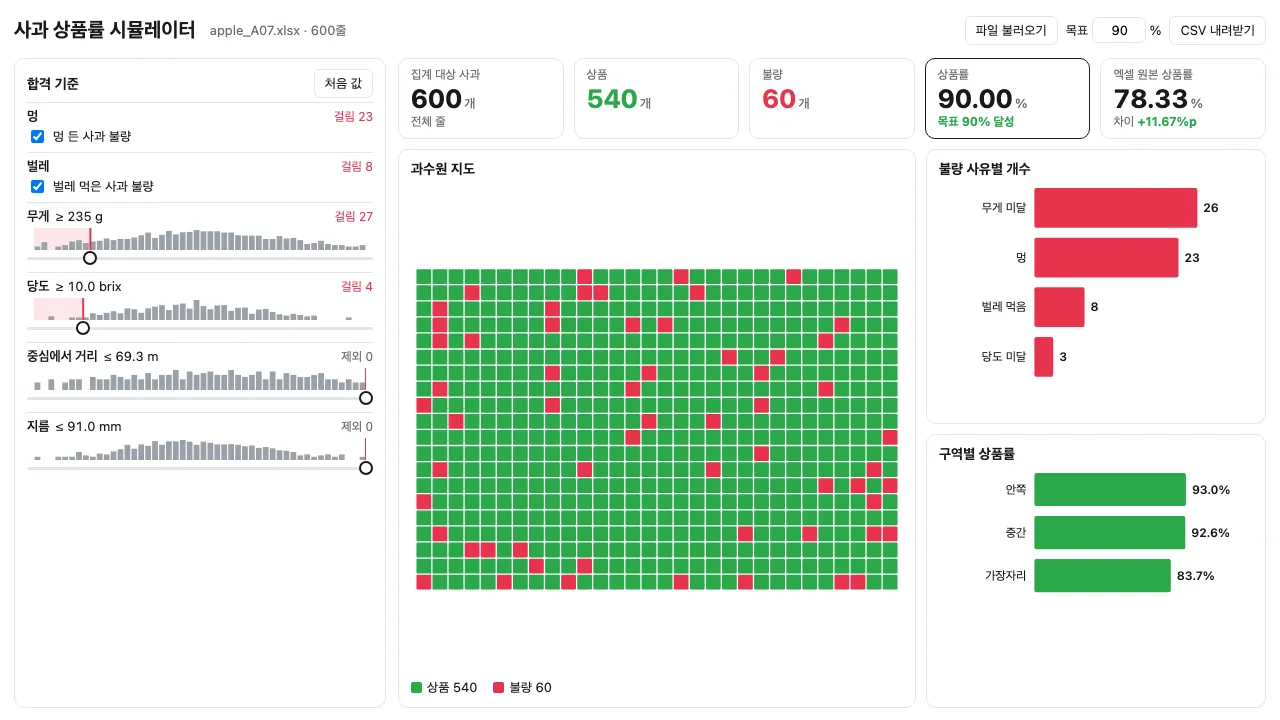 사과 상품률 시뮬레이터 apple_A07.xlsx · 600줄
파일 불러오기 목표 90 % CSV 내려받기
합격 기준 처음 값
멍 걸림 23
멍 든 사과 불량
벌레 걸림 8
벌레 먹은 사과 불량
무게 ≥ 235 g 걸림 27
당도 ≥ 10.0 brix 걸림 4
중심에서 거리 ≤ 69.3 m 제외 0
지름 ≤ 91.0 mm 제외 0
집계 대상 사과
600개
전체 줄
상품
540개
불량
60개
상품률
90.00%
목표 90% 달성
엑셀 원본 상품률
78.33%
차이 +11.67%p
과수원 지도
상품 540 불량 60
불량 사유별 개수
무게 미달 26
멍 23
벌레 먹음 8
당도 미달 3
구역별 상품률
안쪽 93.0%
중간 92.6%
가장자리 83.7%